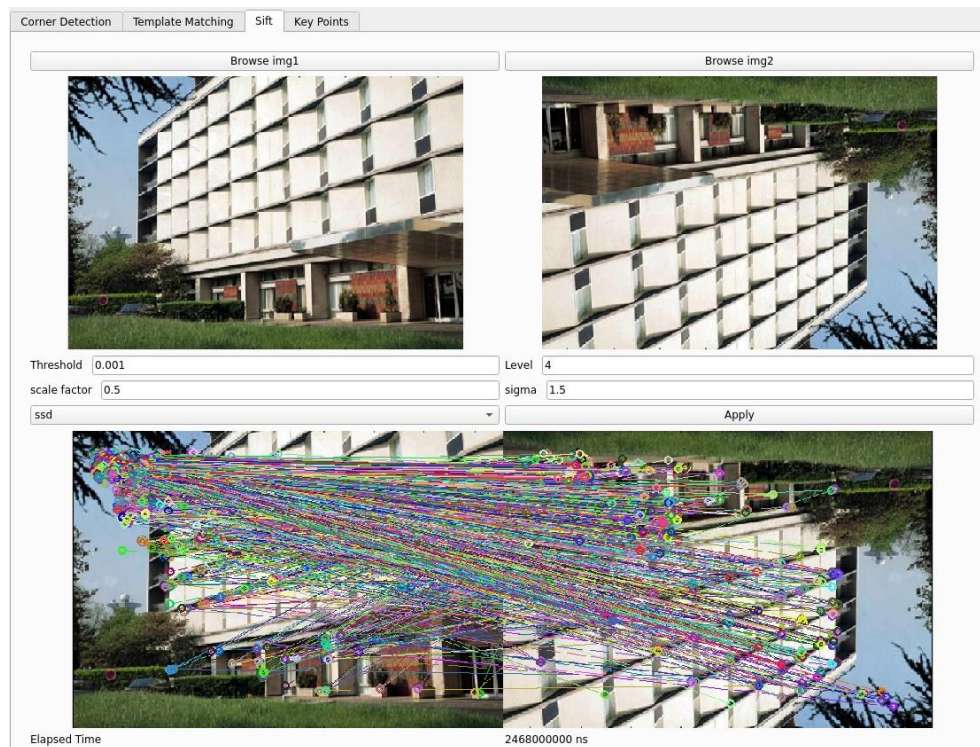 Corner Detection Template Matching Sift Key Points
Browse img1 Browse img2
Threshold 0.001 Level 4
scale factor 0.5 sigma 1.5
ssd Apply
Elapsed Time 2468000000 ns